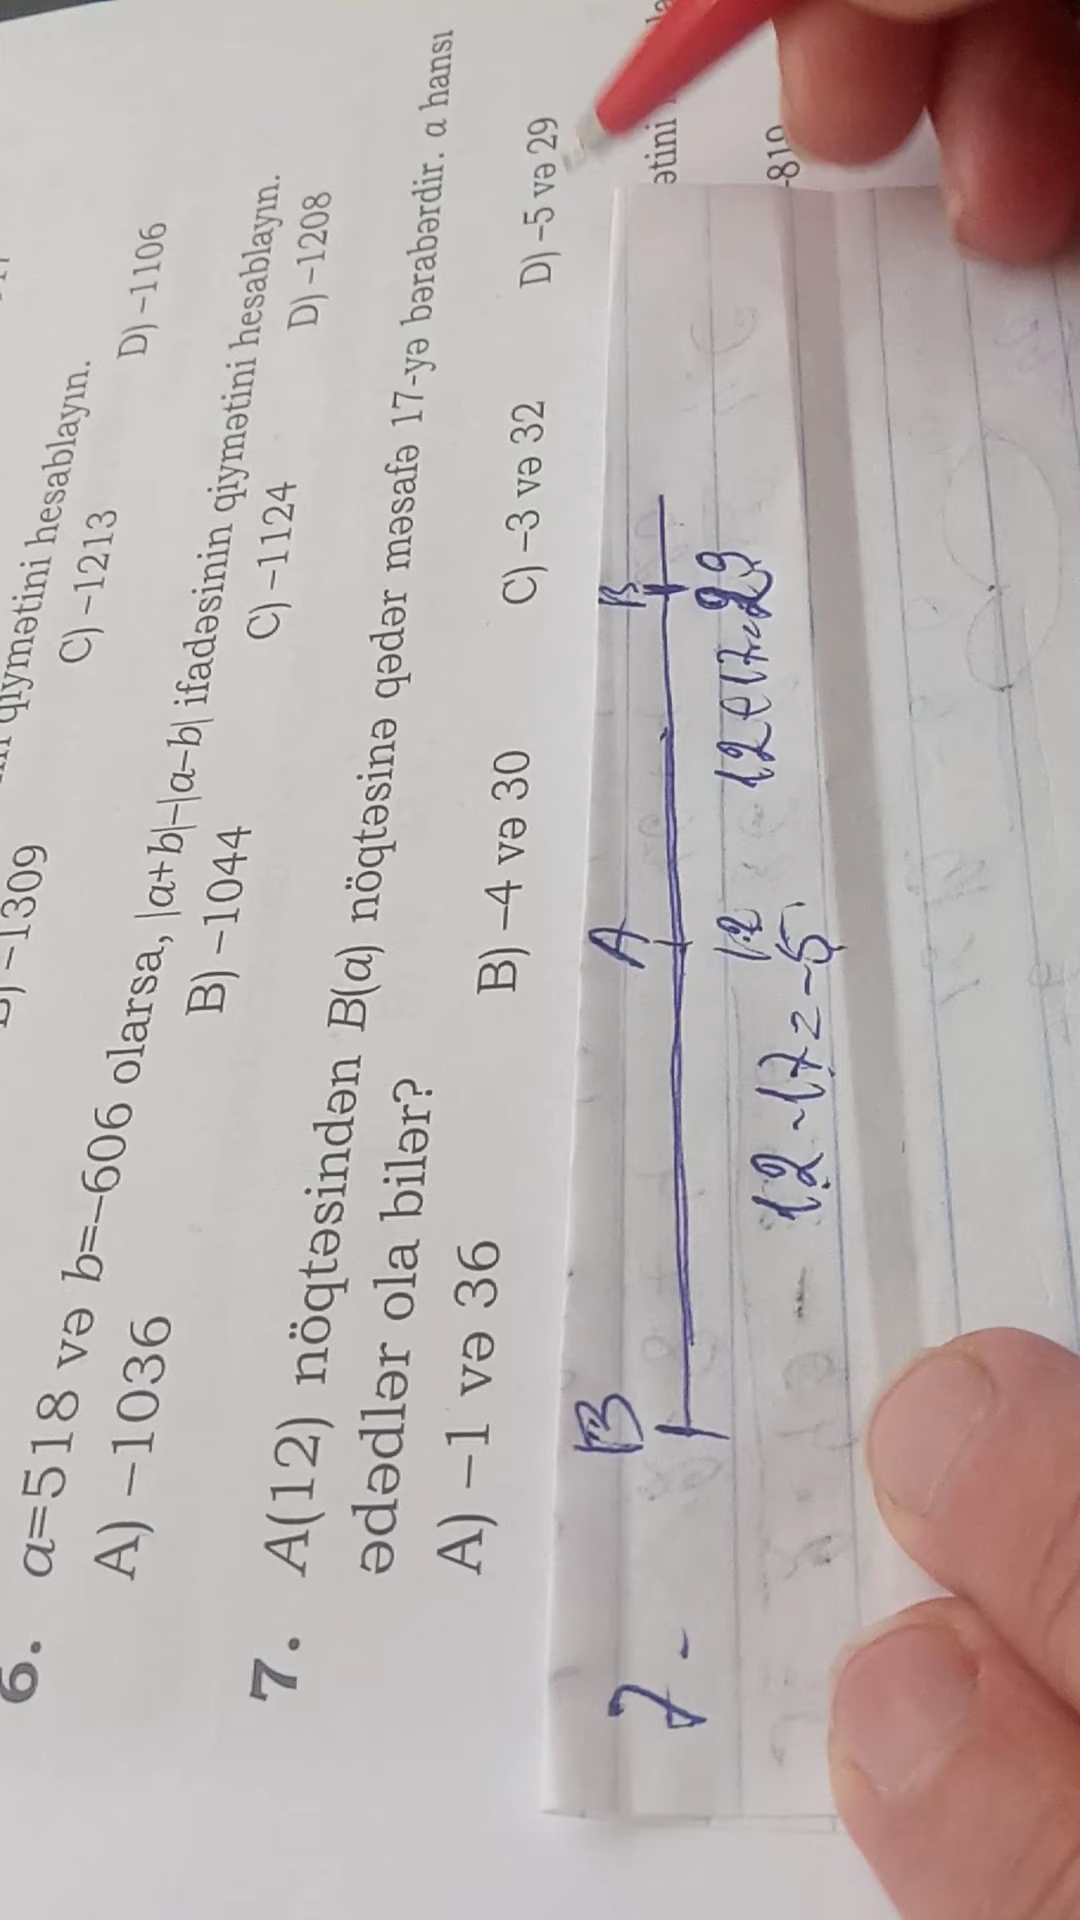 qiymətini hesablayın.
−1309
C) −1213
D) −1106
6. a=518 və b=−606 olarsa, |a+b|−|a−b| ifadəsinin qiymətini hesablayın.
A) −1036 B) −1044 C) −1124 D) −1208
7. A(12) nöqtəsindən B(a) nöqtəsinə qədər məsafə 17-yə bərabərdir. a hansı
ədədlər ola bilər?
A) −1 və 36 B) −4 və 30 C) −3 və 32 D) −5 və 29
ətini
-810
7 -
B A B
12
12-17=-5
12+17=29